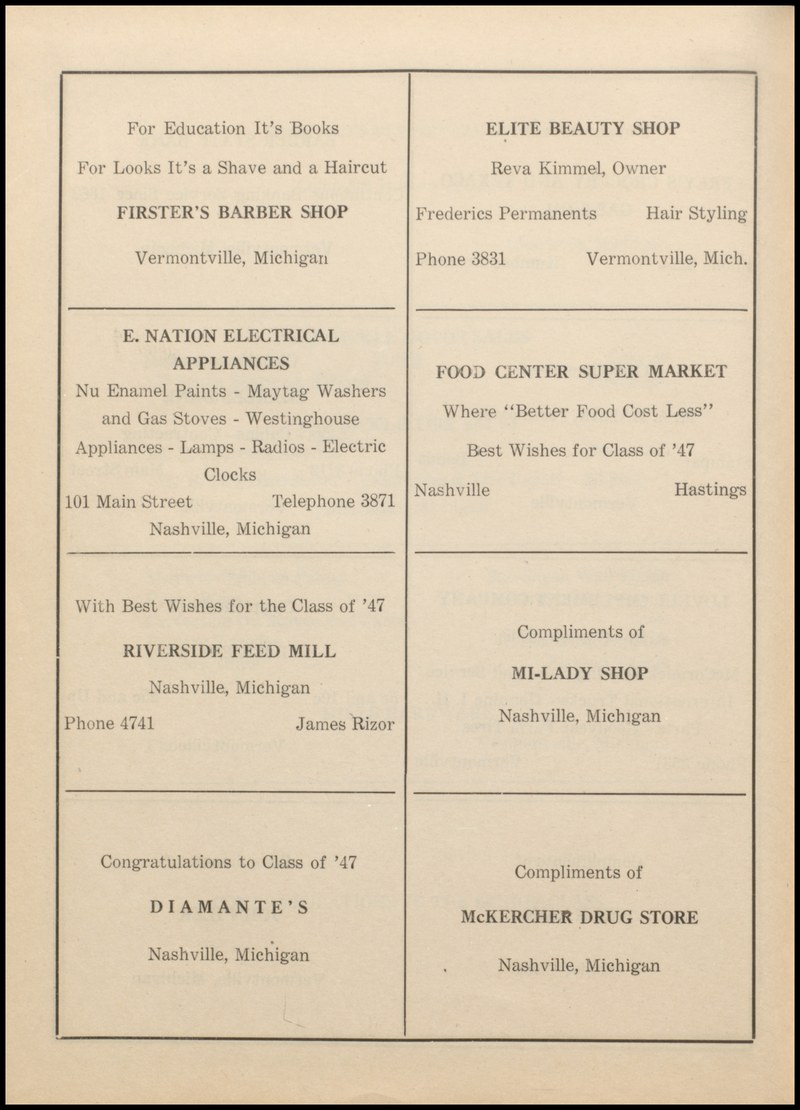 For Education It's Books
For Looks It's a Shave and a Haircut
FIRSTER'S BARBER SHOP
Vermontville, Michigan
E. NATION ELECTRICAL
APPLIANCES
Nu Enamel Paints - Maytag Washers
and Gas Stoves - Westinghouse
Appliances - Lamps - Radios - Electric
Clocks
101 Main Street Telephone 3871
Nashville, Michigan
With Best Wishes for the Class of '47
RIVERSIDE FEED MILL
Nashville, Michigan
Phone 4741 James Rizor
Congratulations to Class of '47
DIAMANTE'S
Nashville, Michigan
ELITE BEAUTY SHOP
Reva Kimmel, Owner
Frederics Permanents Hair Styling
Phone 3831 Vermontville, Mich.
FOOD CENTER SUPER MARKET
Where "Better Food Cost Less"
Best Wishes for Class of '47
Nashville Hastings
Compliments of
MI-LADY SHOP
Nashville, Michigan
Compliments of
McKERCHER DRUG STORE
Nashville, Michigan